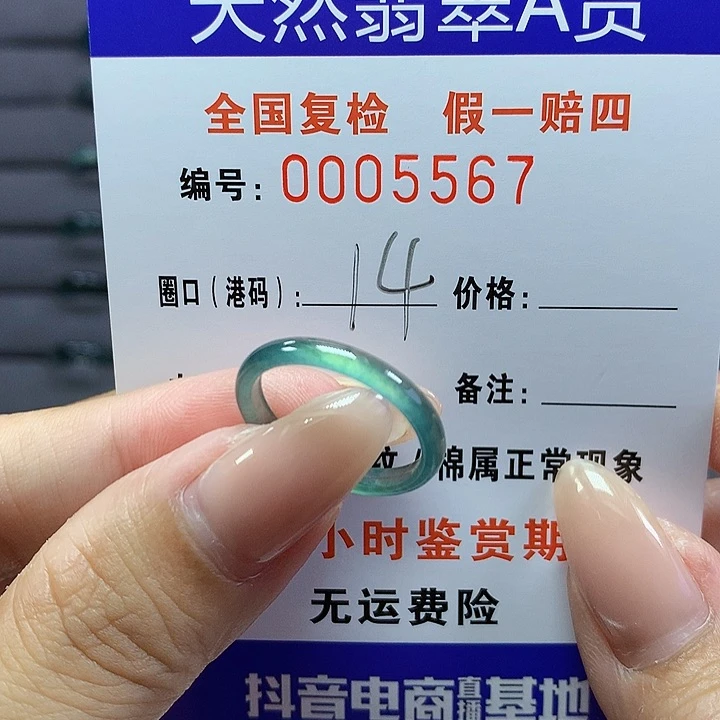 天然翡翠A货
全国复检 假一赔四
编号: 0005567
圈口(港码): 14 价格:
备注:
纹/棉属正常现象
小时鉴赏期
无运费险
抖音电商直播基地